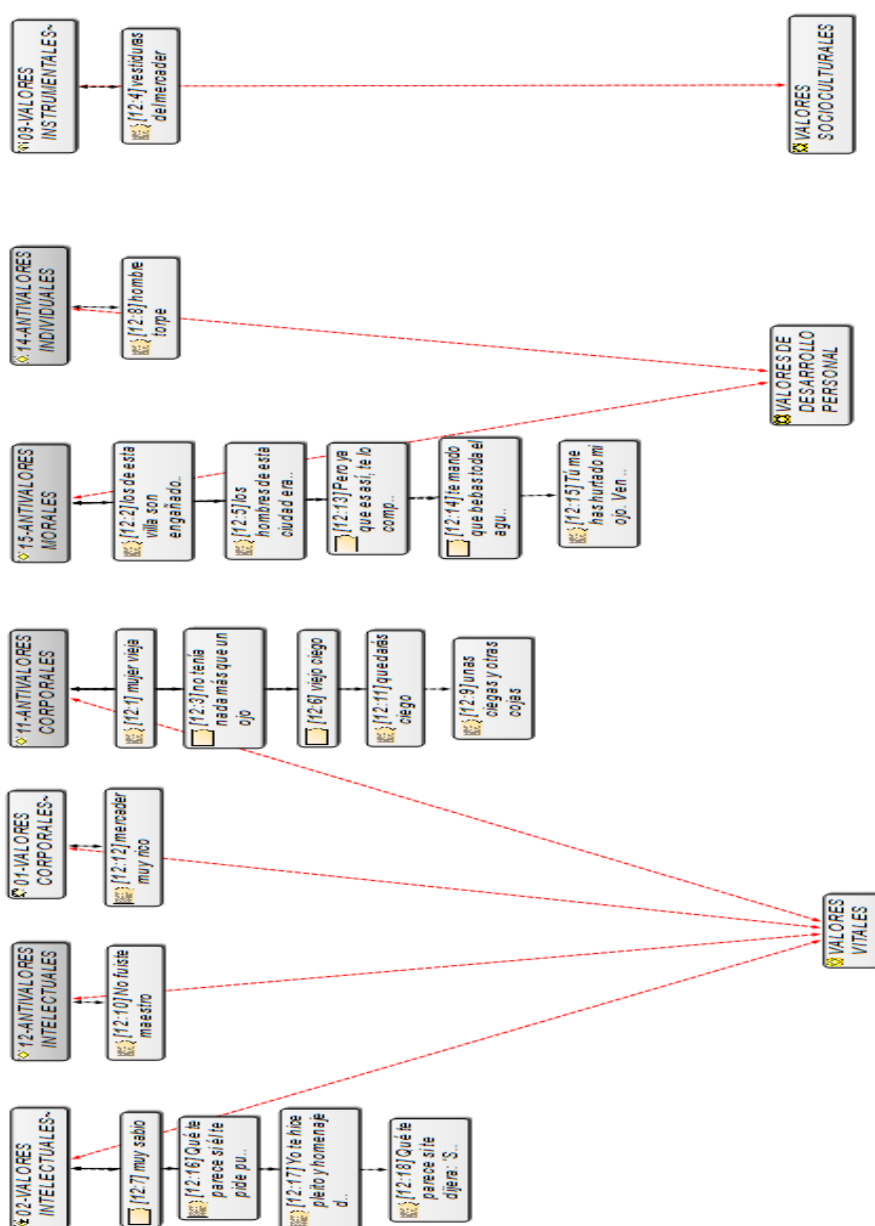 09-VALORES
INSTRUMENTALES~
[12:4] vestiduras
del mercader
VALORES
SOCIOCULTURALES
14-ANTIVALORES
INDIVIDUALES
[12:8] hombre
torpe
15-ANTIVALORES
MORALES
[12:2] los de esta
villa son
engañado..
[12:5] los
hombres de esta
ciudad era..
[12:13] Pero ya
que es así, te lo
comp..
[12:14] te mando
que bebas toda el
agu..
[12:15] Tú me
has hurtado mi
ojo. Ven ..
VALORES DE
DESARROLLO
PERSONAL
11-ANTIVALORES
CORPORALES
[12:1] mujer vieja
[12:3] no tenía
nada más que un
ojo
[12:6] viejo ciego
[12:11] quedarás
ciego
[12:9] unas
ciegas y otras
cojas
01-VALORES
CORPORALES~
[12:12] mercader
muy rico
12-ANTIVALORES
INTELECTUALES
[12:10] No fuiste
maestro
02-VALORES
INTELECTUALES~
[12:7] muy sabio
[12:16] Qué te
parece si él te
pide pu..
[12:17] Yo te hice
pleito y homenaje
d..
[12:18] Qué te
parece si te
dijera: 'S..
VALORES
VITALES